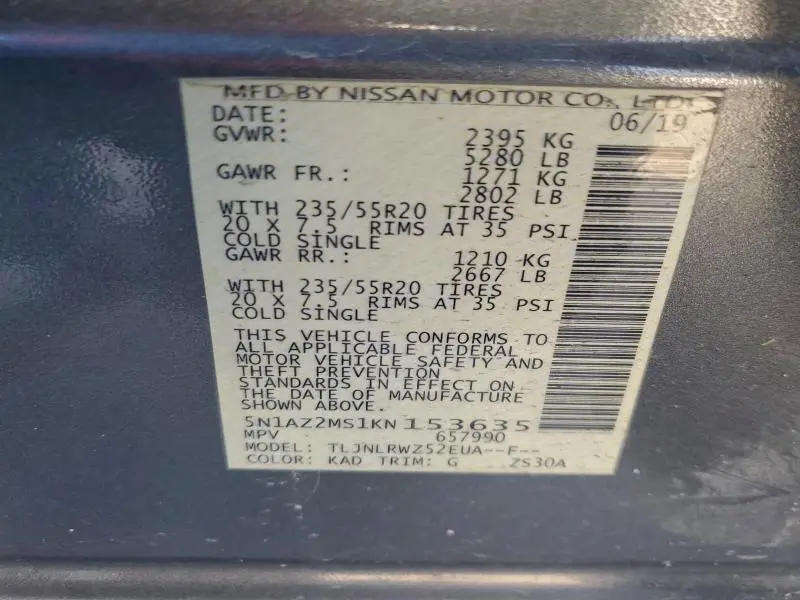 MFD BY NISSAN MOTOR CO., LTD.
DATE: 06/19
GVWR: 2395 KG
5280 LB
GAWR FR.: 1271 KG
2802 LB
WITH 235/55R20 TIRES
20 X 7.5 RIMS AT 35 PSI
COLD SINGLE
GAWR RR.: 1210 KG
2667 LB
WITH 235/55R20 TIRES
20 X 7.5 RIMS AT 35 PSI
COLD SINGLE
THIS VEHICLE CONFORMS TO
ALL APPLICABLE FEDERAL
MOTOR VEHICLE SAFETY AND
THEFT PREVENTION
STANDARDS IN EFFECT ON
THE DATE OF MANUFACTURE
SHOWN ABOVE.
5N1AZ2MS1KN153635
MPV 657990
MODEL: TLJNLRWZ52EUA--F--
COLOR: KAD TRIM: G ZS30A